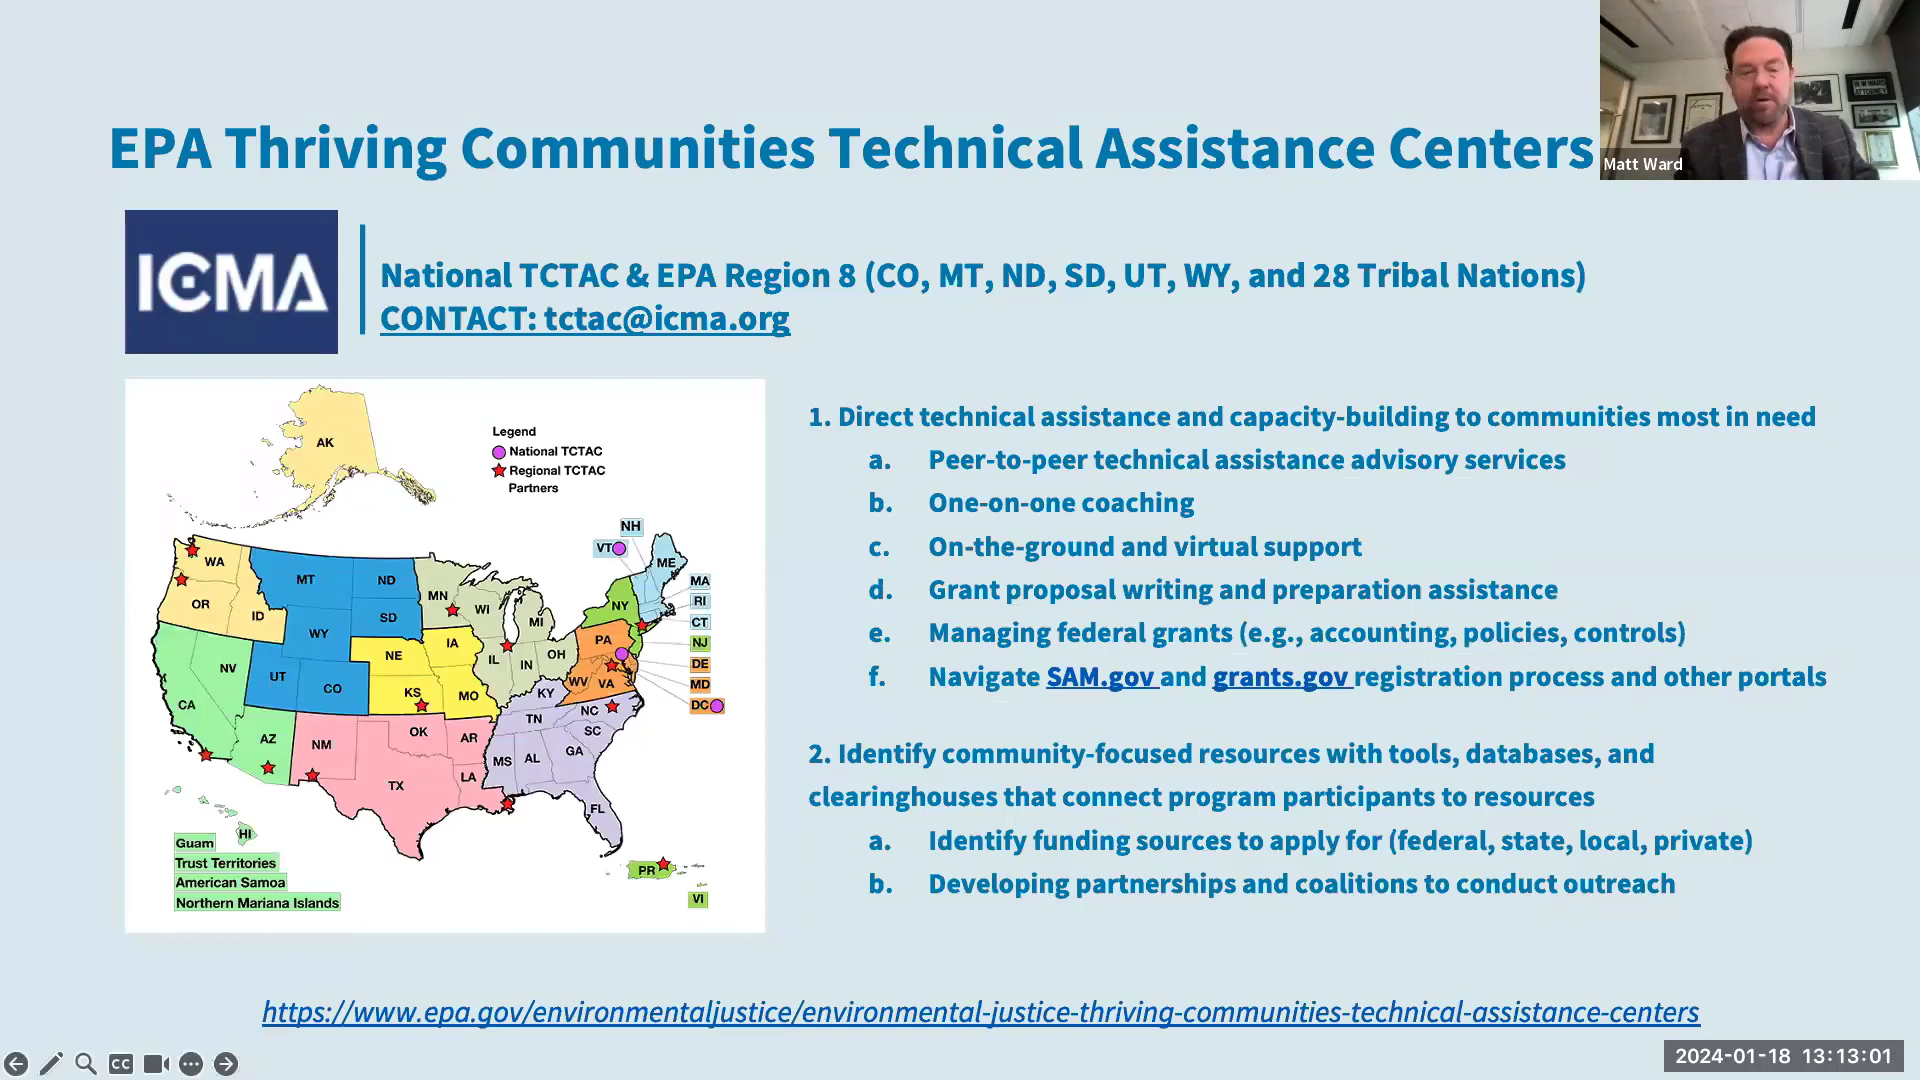 EPA Thriving Communities Technical Assistance Centers
Matt Ward
ICMA
National TCTAC & EPA Region 8 (CO, MT, ND, SD, UT, WY, and 28 Tribal Nations)
CONTACT: tctac@icma.org
AK
Legend
National TCTAC
Regional TCTAC
Partners
NH
VT
ME
WA
MT
ND
MN
MA
OR
ID
SD
WI
NY
RI
WY
MI
CT
NV
NE
IA
IL
IN
OH
PA
NJ
UT
CO
KS
MO
WV
VA
DE
MD
CA
KY
DC
AZ
NM
OK
AR
TN
NC
SC
TX
LA
MS
AL
GA
FL
HI
Guam
Trust Territories
American Samoa
Northern Mariana Islands
PR
VI
1. Direct technical assistance and capacity-building to communities most in need
a. Peer-to-peer technical assistance advisory services
b. One-on-one coaching
c. On-the-ground and virtual support
d. Grant proposal writing and preparation assistance
e. Managing federal grants (e.g., accounting, policies, controls)
f. Navigate SAM.gov and grants.gov registration process and other portals
2. Identify community-focused resources with tools, databases, and
clearinghouses that connect program participants to resources
a. Identify funding sources to apply for (federal, state, local, private)
b. Developing partnerships and coalitions to conduct outreach
https://www.epa.gov/environmentaljustice/environmental-justice-thriving-communities-technical-assistance-centers
CC
2024-01-18 13:13:01